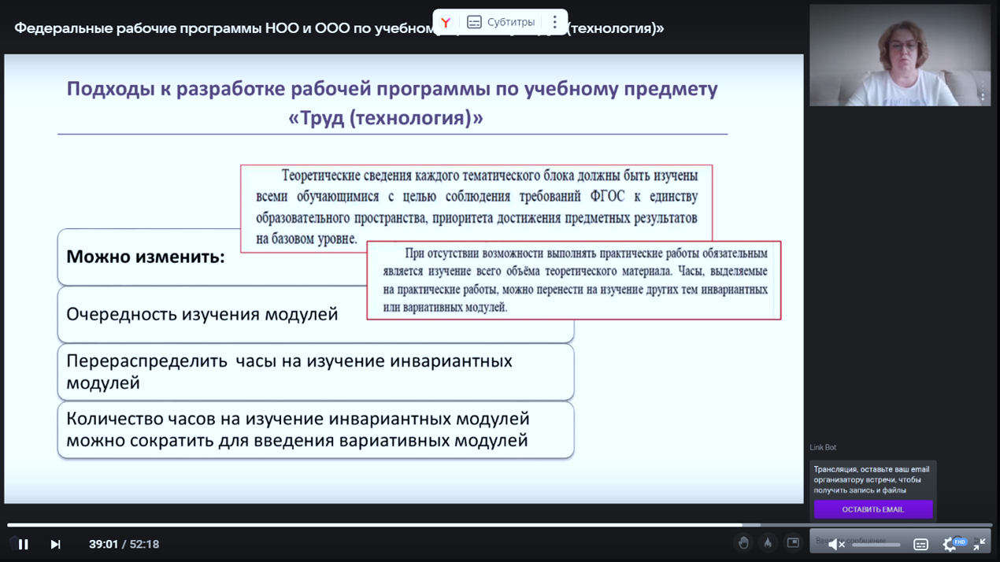 Федеральные рабочие программы НОО и ООО по учебному
(технология)»
Субтитры
Подходы к разработке рабочей программы по учебному предмету
«Труд (технология)»
Теоретические сведения каждого тематического блока должны быть изучены
всеми обучающимися с целью соблюдения требований ФГОС к единству
образовательного пространства, приоритета достижения предметных результатов
на базовом уровне.
При отсутствии возможности выполнять практические работы обязательным
является изучение всего объёма теоретического материала. Часы, выделяемые
на практические работы, можно перенести на изучение других тем инвариантных
или вариативных модулей.
Можно изменить:
Очередность изучения модулей
Перераспределить часы на изучение инвариантных
модулей
Количество часов на изучение инвариантных модулей
можно сократить для введения вариативных модулей
Link Bot
Трансляция, оставьте ваш email
организатору встречи, чтобы
получить запись и файлы
ОСТАВИТЬ EMAIL
39:01 / 52:18
сообщение
FHD